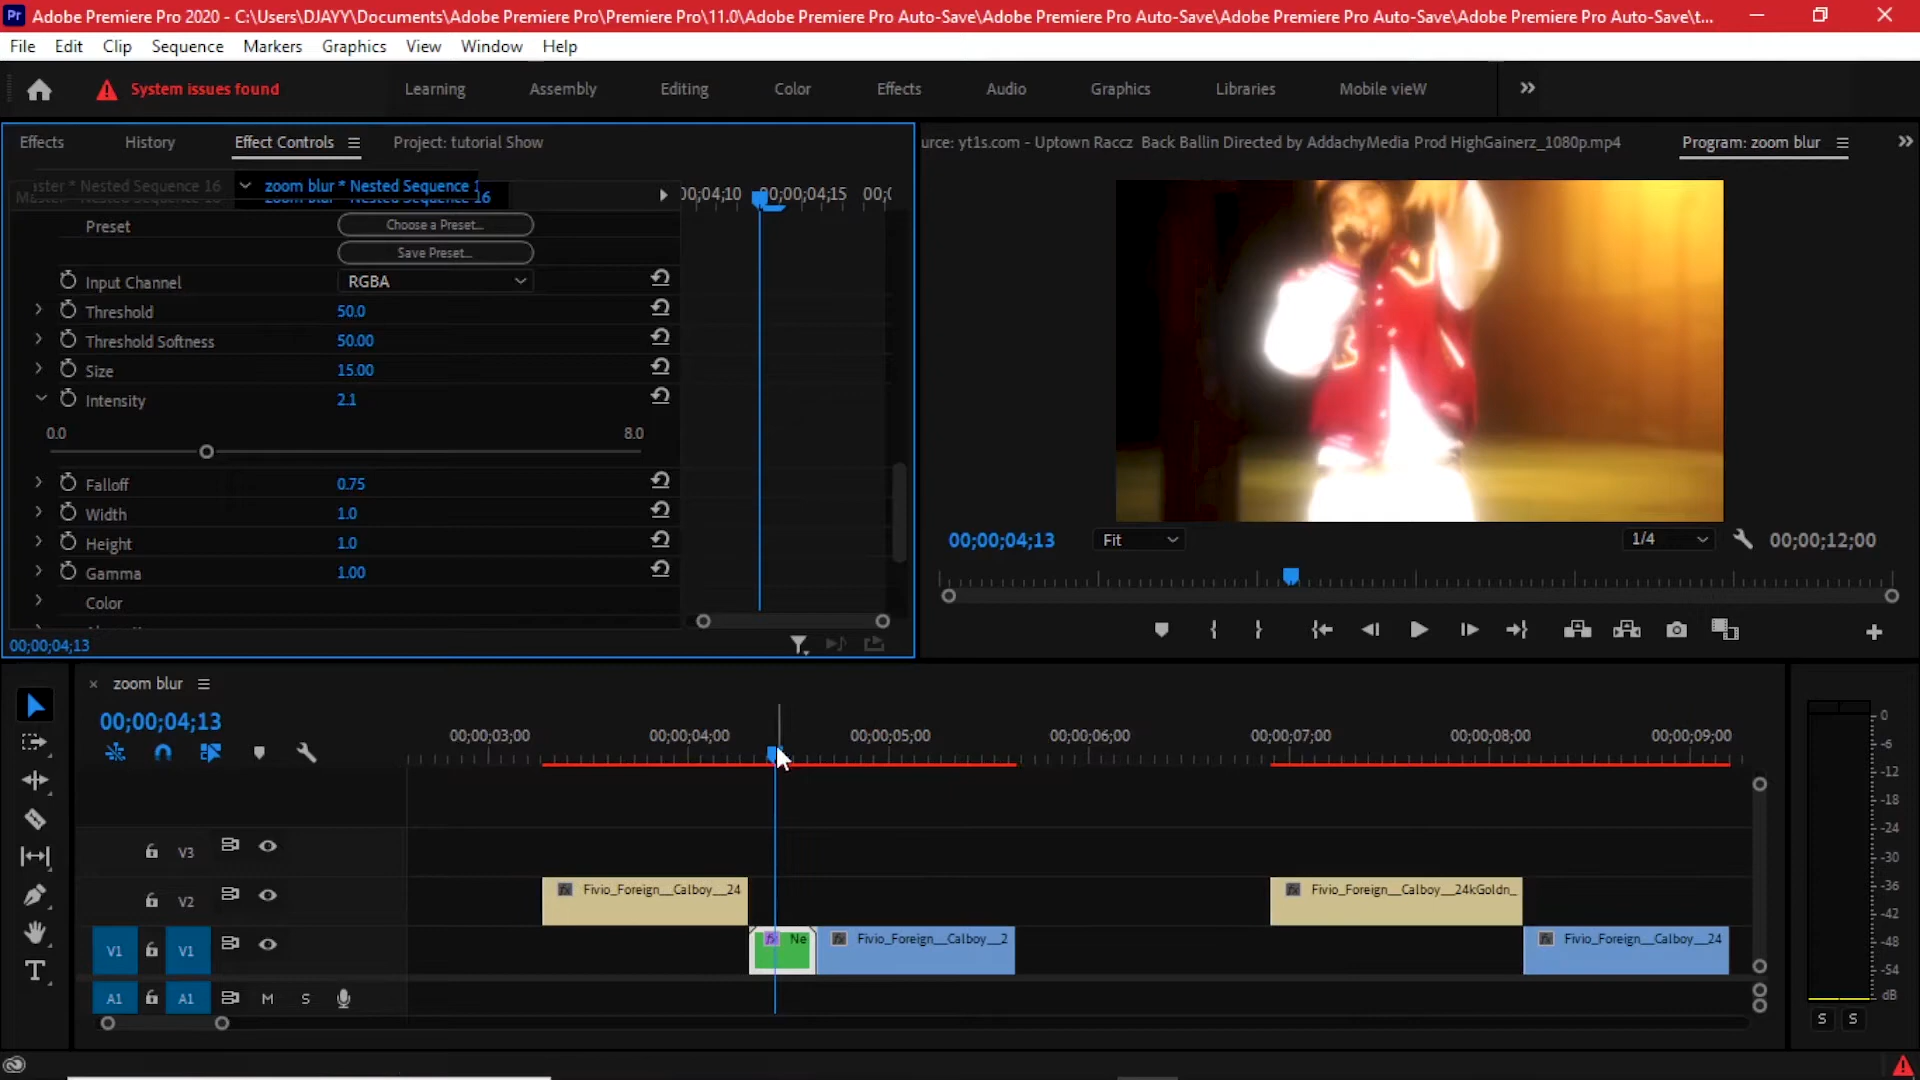 Pr Adobe Premiere Pro 2020 - C:\Users\DJAYY\Documents\Adobe Premiere Pro\Premiere Pro\11.0\Adobe Premiere Pro Auto-Save\Adobe Premiere Pro Auto-Save\Adobe Premiere Pro Auto-Save\Adobe Premiere Pro Auto-Save\t...
File Edit Clip Sequence Markers Graphics View Window Help
System issues found Learning Assembly Editing Color Effects Audio Graphics Libraries Mobile vieW
Effects History Effect Controls Project: tutorial Show urce: yt1s.com - Uptown Raccz Back Ballin Directed by AddachyMedia Prod HighGainerz_1080p.mp4 Program: zoom blur
aster * Nested Sequence 16 zoom blur * Nested Sequence 1 00;04;10 00;00;04;15 00;(
Preset Choose a Preset...
Save Preset...
Input Channel RGBA
Threshold 50.0
Threshold Softness 50.00
Size 15.00
Intensity 2.1
0.0 8.0
Falloff 0.75
Width 1.0
Height 1.0
Gamma 1.00
Color
00;00;04;13
00;00;04;13 Fit 1/4 00;00;12;00
zoom blur
00;00;04;13
00;00;03;00 00;00;04;00 00;00;05;00 00;00;06;00 00;00;07;00 00;00;08;00 00;00;09;00
V3
V2 fx Fivio_Foreign__Calboy__24 fx Fivio_Foreign__Calboy__24kGoldn_
V1 V1 fx Ne fx Fivio_Foreign__Calboy__2 fx Fivio_Foreign__Calboy__24
A1 A1 M S
0
-6
-12
-18
-24
-30
-36
-42
-48
-54
dB
S S